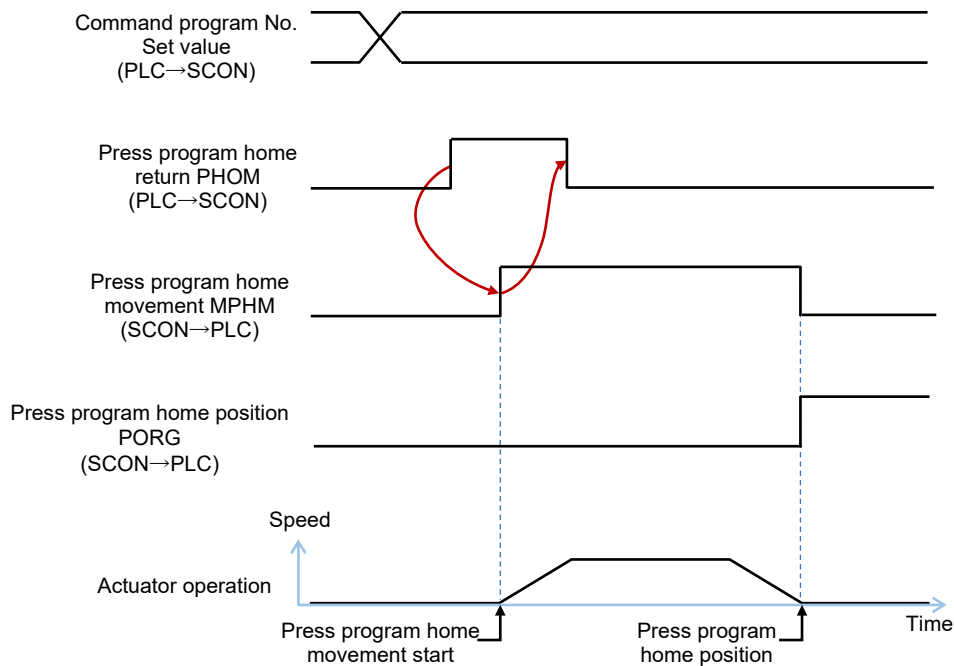 Command program No.
Set value
(PLC→SCON)
Press program home
return PHOM
(PLC→SCON)
Press program home
movement MPHM
(SCON→PLC)
Press program home position
PORG
(SCON→PLC)
Speed
Actuator operation
Time
Press program home
movement start
Press program
home position